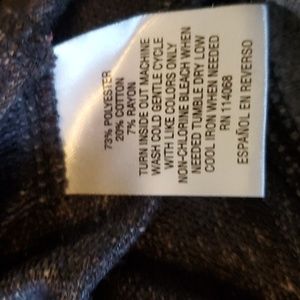 73% POLYESTER
20% COTTON
7% RAYON
TURN INSIDE OUT MACHINE
WASH COLD GENTLE CYCLE
WITH LIKE COLORS ONLY
NON-CHLORINE BLEACH WHEN
NEEDED TUMBLE DRY LOW
COOL IRON WHEN NEEDED
RN 114068
ESPAÑOL EN REVERSO